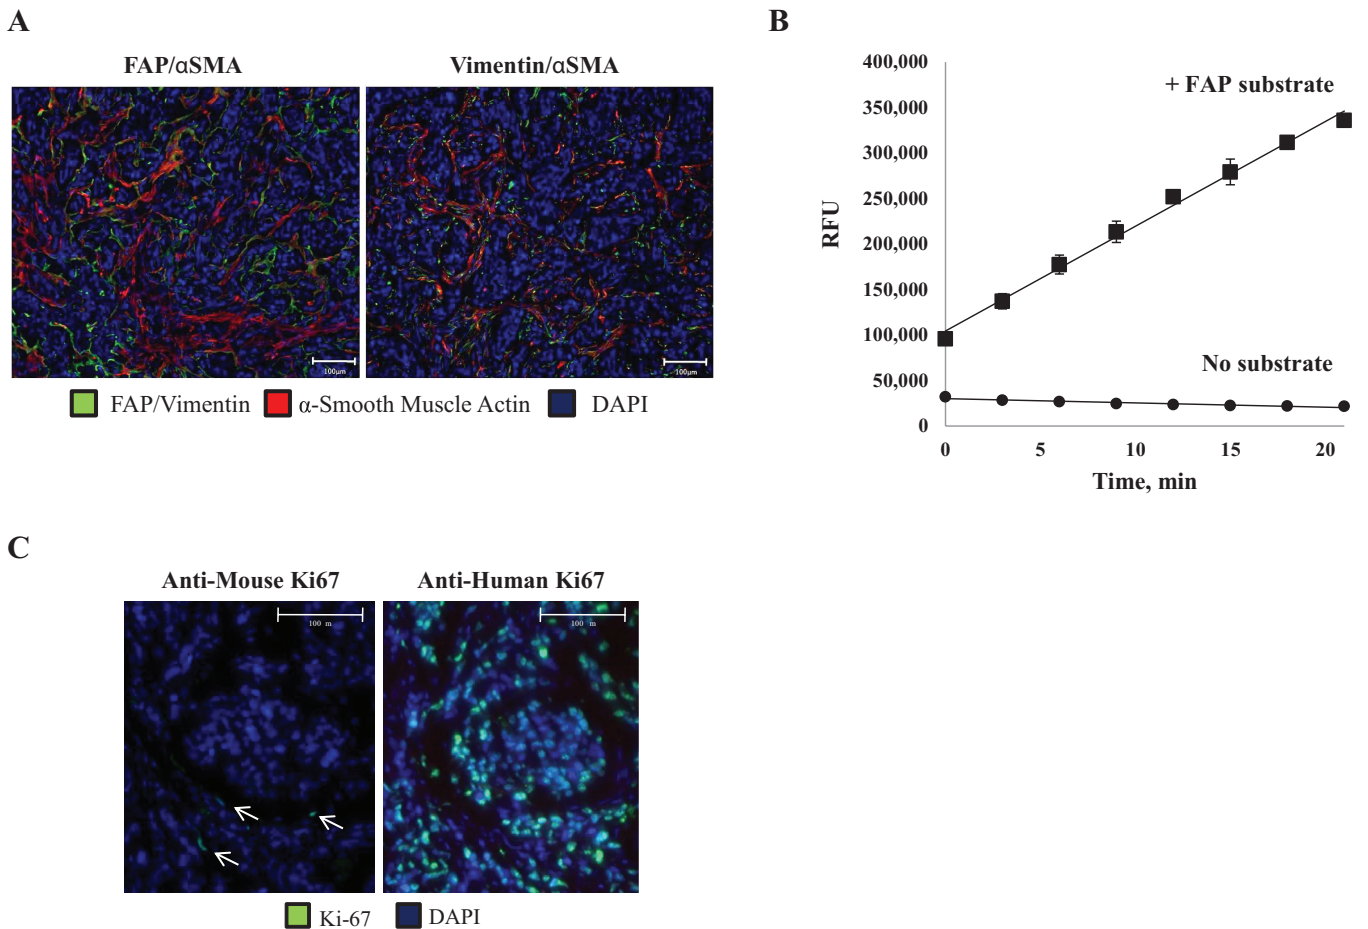 A
FAP/αSMA
Vimentin/αSMA
100μm
100μm
FAP/Vimentin
α-Smooth Muscle Actin
DAPI
B
400,000
350,000
300,000
250,000
200,000
150,000
100,000
50,000
0
RFU
+ FAP substrate
No substrate
0 5 10 15 20
Time, min
C
Anti-Mouse Ki67
Anti-Human Ki67
100 m
100 m
Ki-67
DAPI